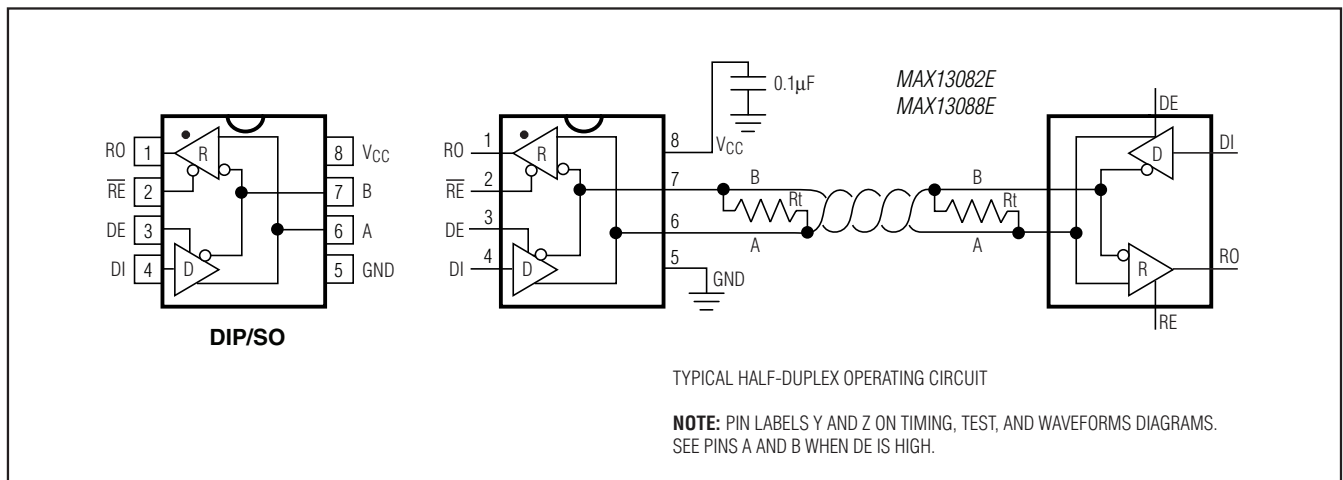 RO 1 R 8 VCC
RE 2 7 B
DE 3 6 A
DI 4 D 5 GND
DIP/SO
0.1µF
MAX13082E
MAX13088E
RO 1 R 8 VCC
RE 2 7 B
DE 3 6 A
DI 4 D 5 GND
Rt
B
Rt
A
DE
D DI
R RO
RE
TYPICAL HALF-DUPLEX OPERATING CIRCUIT
NOTE: PIN LABELS Y AND Z ON TIMING, TEST, AND WAVEFORMS DIAGRAMS.
SEE PINS A AND B WHEN DE IS HIGH.